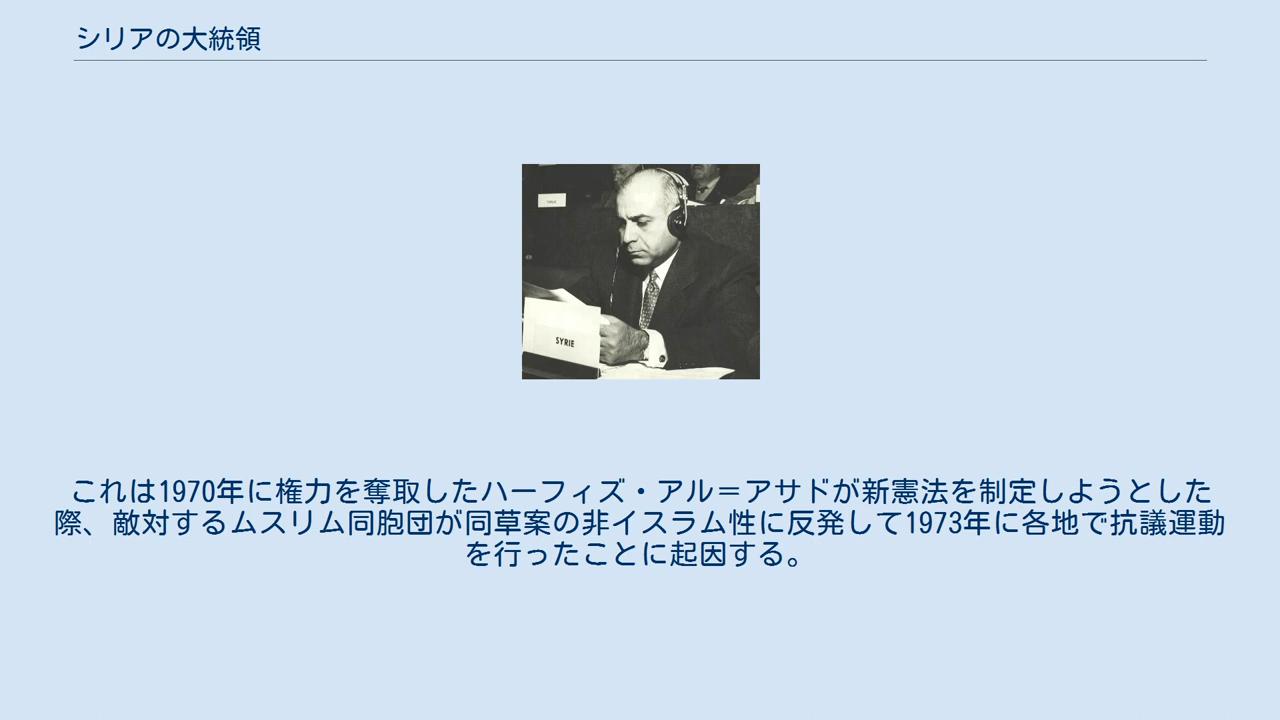 シリアの大統領
SYRIE
これは1970年に権力を奪取したハーフィズ・アル＝アサドが新憲法を制定しようとした
際、敵対するムスリム同胞団が同草案の非イスラム性に反発して1973年に各地で抗議運動
を行ったことに起因する。